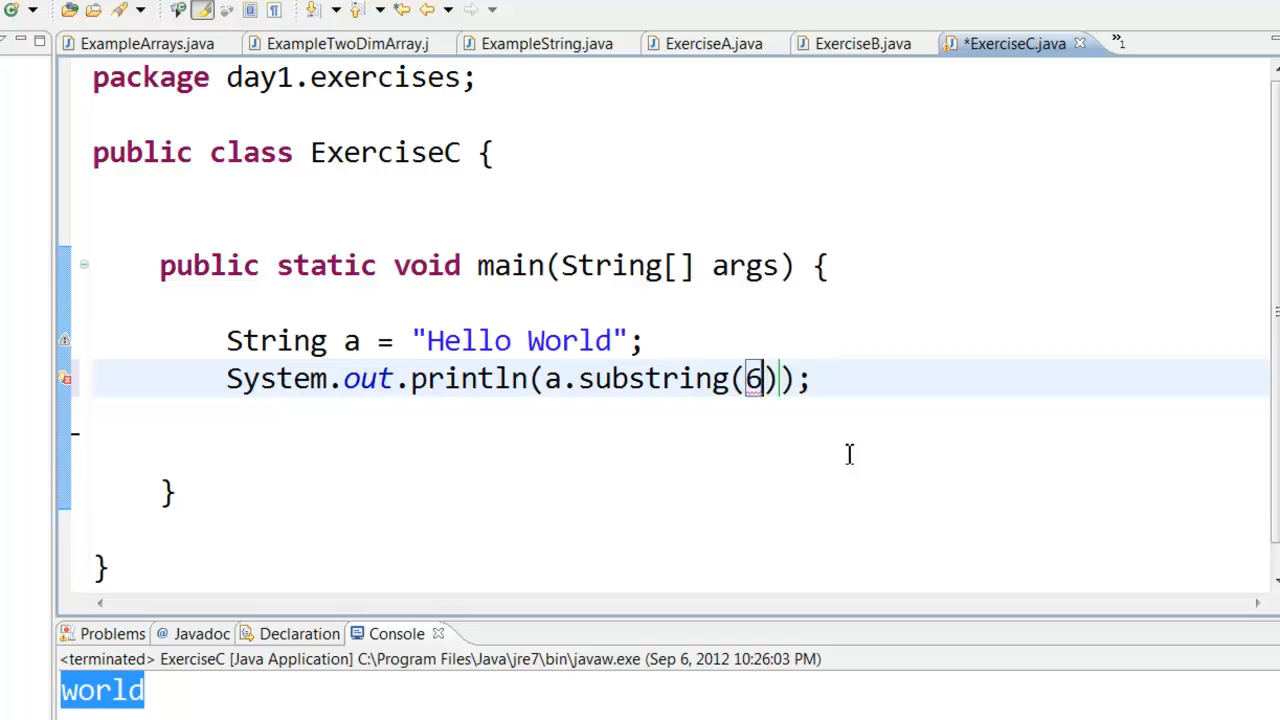 ExampleArrays.java ExampleTwoDimArray.j ExampleString.java ExerciseA.java ExerciseB.java *ExerciseC.java »1
package day1.exercises;
public class ExerciseC {
public static void main(String[] args) {
String a = "Hello World";
System.out.println(a.substring(6));
}
}
Problems @ Javadoc Declaration Console
<terminated> ExerciseC [Java Application] C:\Program Files\Java\jre7\bin\javaw.exe (Sep 6, 2012 10:26:03 PM)
world